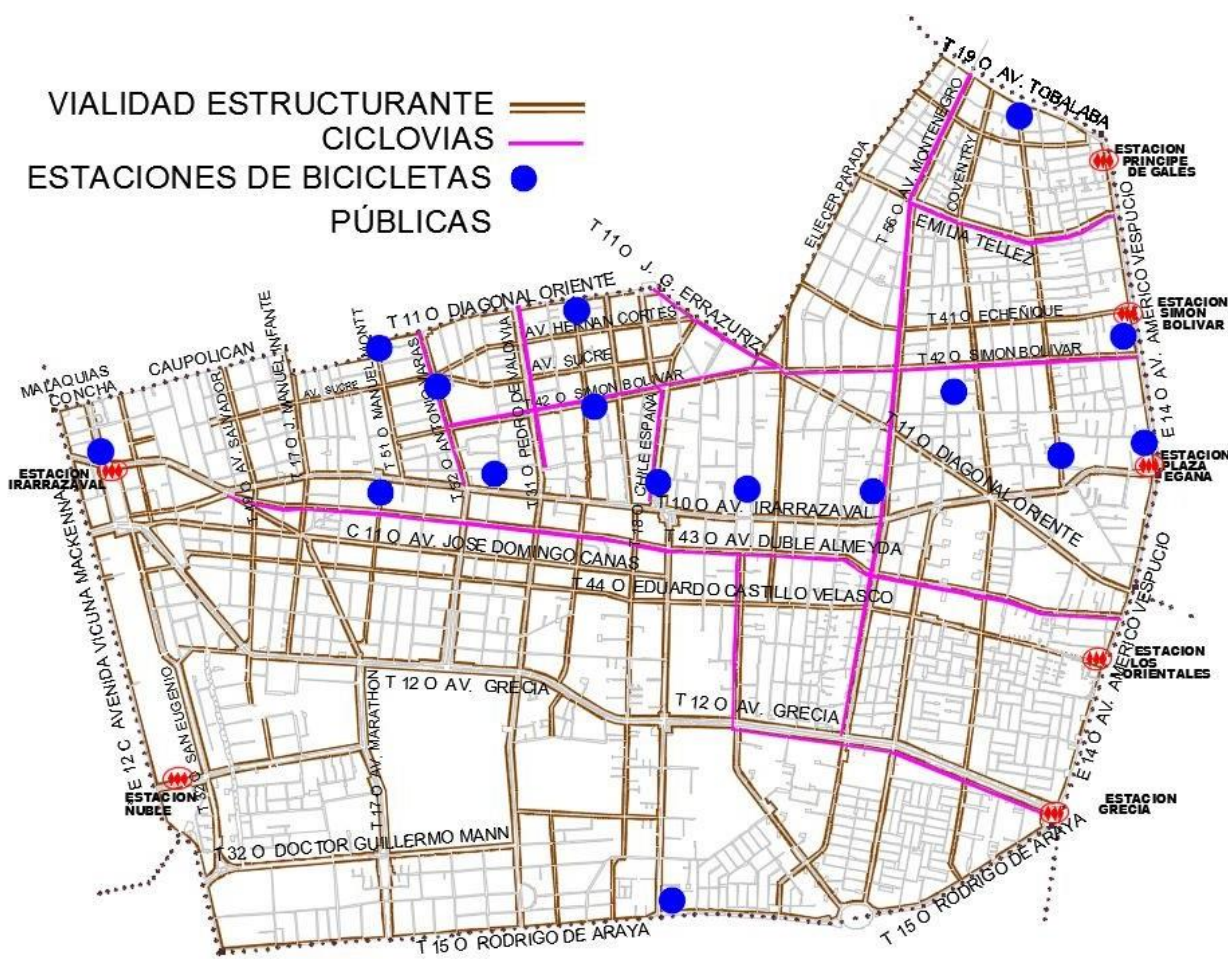 VIALIDAD ESTRUCTURANTE
CICLOVIAS
ESTACIONES DE BICICLETAS
PÚBLICAS
T 19 O AV. TOBALABA
ESTACION
PRINCIPE
DE GALES
T 56 O AV. MONTENEGRO
COVENTRY
ELIECER PARADA
EMILIA TELLEZ
E 14 O AV. AMERICO VESPUCIO
T 11 O J. G. ERRAZURIZ
T 11 O DIAGONAL ORIENTE
AV. HERNAN CORTES
T 41 O ECHEÑIQUE
ESTACION
SIMON
BOLIVAR
T 42 O SIMON BOLIVAR
AV. SUCRE
AV. SUCRE
T 42 O SIMON BOLIVAR
CAUPOLICAN
MALAQUIAS
CONCHA
AV. SALVADOR
T 17 O J. MANUEL INFANTE
T 51 O MANUEL MONTT
T 52 O ANTONIO VARAS
T 31 O PEDRO DE VALDIVIA
CHILE ESPAÑA
T 18 O
T 11 O DIAGONAL ORIENTE
ESTACION
PLAZA
EGANA
ESTACION
IRARRAZAVAL
T 10 O AV. IRARRAZAVAL
C 11 O AV. JOSE DOMINGO CAÑAS
T 43 O AV. DUBLE ALMEYDA
T 44 O EDUARDO CASTILLO VELASCO
E 12 C AVENIDA VICUNA MACKENNA
ESTACION
LOS
ORIENTALES
T 12 O AV. GRECIA
T 12 O AV. GRECIA
SAN EUGENIO
T 17 O AV. MARATHON
E 14 O AV. AMERICO VESPUCIO
ESTACION
ÑUBLE
ESTACION
GRECIA
T 32 O DOCTOR GUILLERMO MANN
T 15 O RODRIGO DE ARAYA
T 15 O RODRIGO DE ARAYA